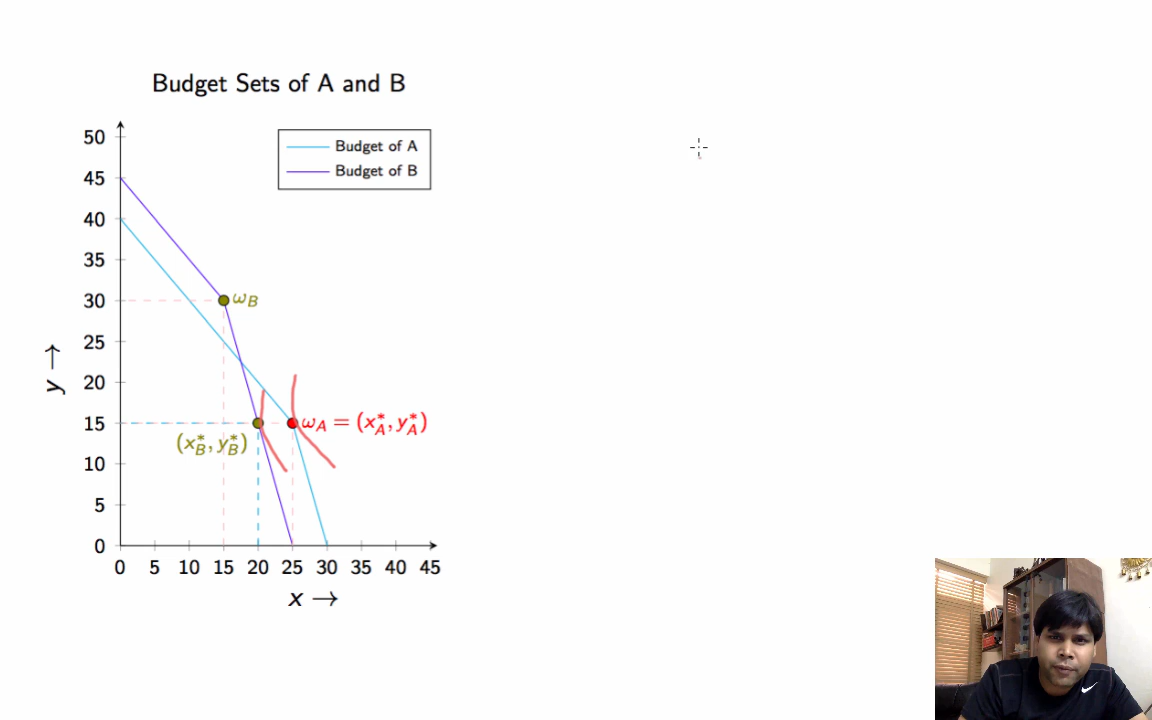 Budget Sets of A and B
Budget of A
Budget of B
50
45
40
35
30
25
20
15
10
5
0
y →
ω_B
ω_A = (x*_A, y*_A)
(x*_B, y*_B)
0 5 10 15 20 25 30 35 40 45
x →